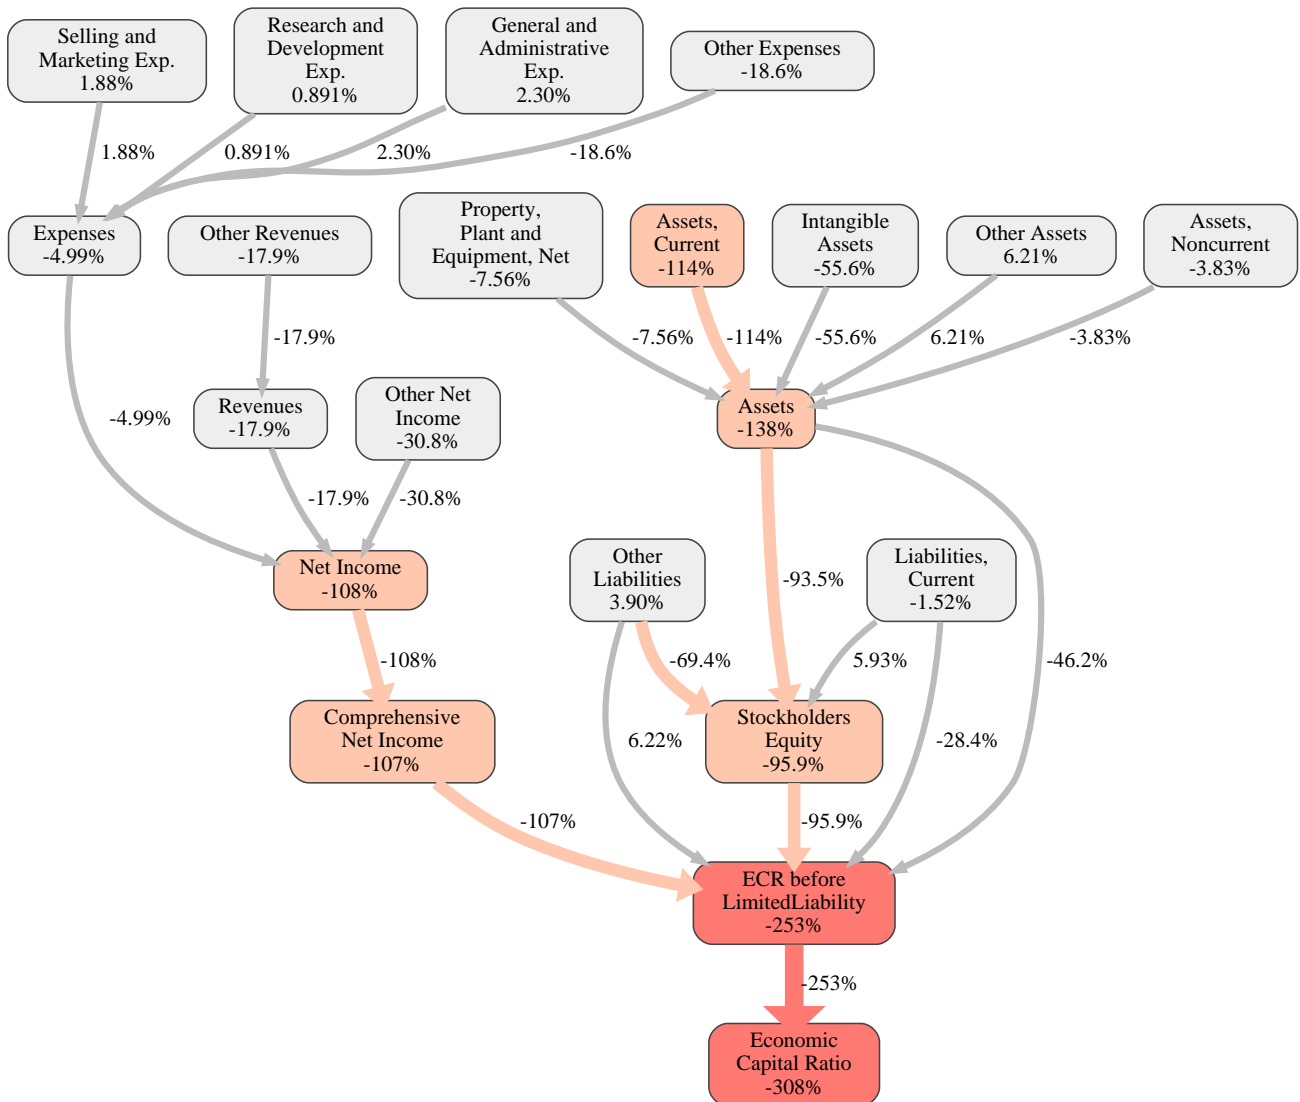 Selling and
Marketing Exp.
1.88%
Research and
Development
Exp.
0.891%
General and
Administrative
Exp.
2.30%
Other Expenses
-18.6%
1.88%
0.891%
2.30%
-18.6%
Expenses
-4.99%
Other Revenues
-17.9%
Property,
Plant and
Equipment, Net
-7.56%
Assets,
Current
-114%
Intangible
Assets
-55.6%
Other Assets
6.21%
Assets,
Noncurrent
-3.83%
-17.9%
-7.56%
-114%
-55.6%
6.21%
-3.83%
-4.99%
Revenues
-17.9%
Other Net
Income
-30.8%
Assets
-138%
-17.9%
-30.8%
Net Income
-108%
Other
Liabilities
3.90%
-93.5%
Liabilities,
Current
-1.52%
-108%
-69.4%
5.93%
-46.2%
Comprehensive
Net Income
-107%
6.22%
Stockholders
Equity
-95.9%
-28.4%
-107%
-95.9%
ECR before
LimitedLiability
-253%
-253%
Economic
Capital Ratio
-308%